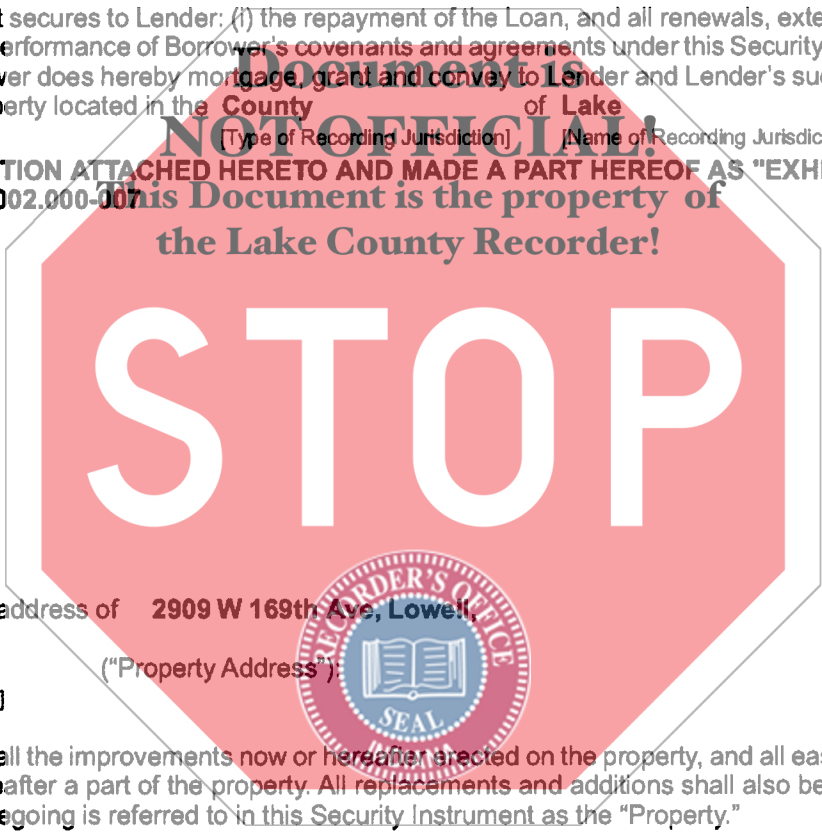 t secures to Lender: (i) the repayment of the Loan, and all renewals, exte
erformance of Borrower's covenants and agreements under this Security
ver does hereby mortgage, grant and convey to Lender and Lender's su
erty located in the County of Lake
[Type of Recording Jurisdiction] [Name of Recording Jurisdic
TION ATTACHED HERETO AND MADE A PART HEREOF AS "EXHI
002.000-007
Document is
NOT OFFICIAL!
This Document is the property of
the Lake County Recorder!
STOP
address of 2909 W 169th Ave, Lowell,
("Property Address"):
]
RECORDER'S OFFICE
SEAL
all the improvements now or hereafter erected on the property, and all eas
after a part of the property. All replacements and additions shall also be
egoing is referred to in this Security Instrument as the "Property."